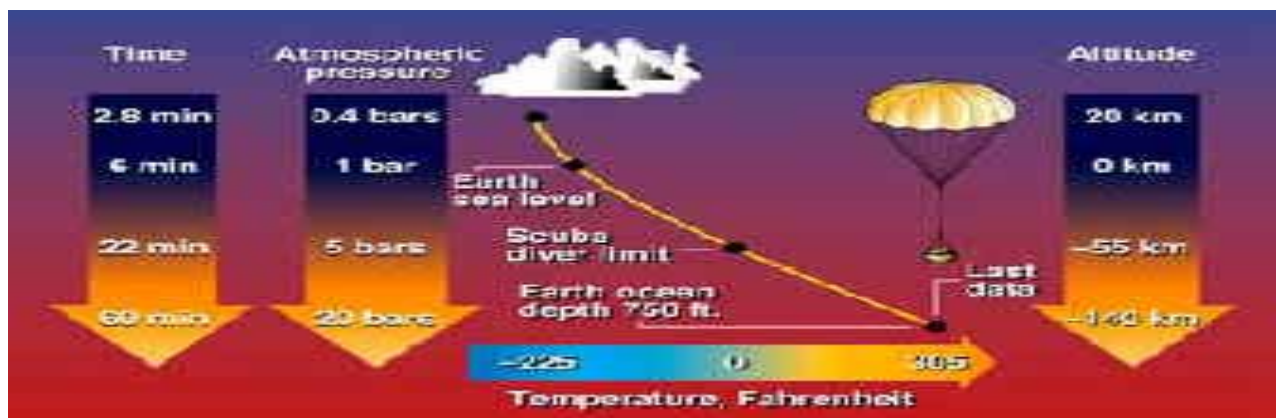 Time
Atmospheric
pressure
Altitude
2.8 min
0.4 bars
20 km
6 min
1 bar
0 km
Earth
sea level
22 min
5 bars
Scuba
diver limit
–55 km
Last
data
Earth ocean
depth 750 ft.
20 bars
–225
0
305
Temperature, Fahrenheit